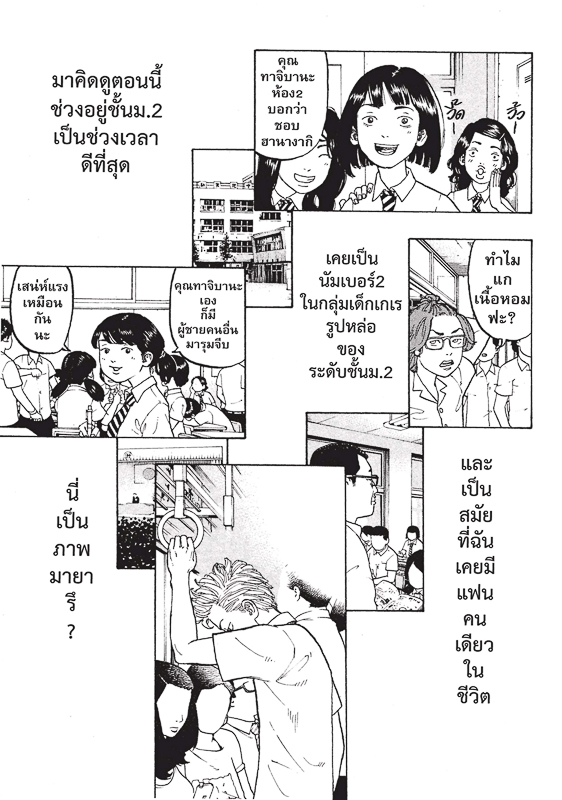 มาคิดดูตอนนี้
ช่วงอยู่ชั้นม.2
เป็นช่วงเวลา
ดีที่สุด
คุณ
ทาจิบานะ
ห้อง2
บอกว่า
ชอบ
ฮานางากิ
วี้ด
วิ้ว
ทำไม
แก
เนื้อหอม
ฟะ?
เคยเป็น
นัมเบอร์2
ในกลุ่มเด็กเกเร
รูปหล่อ
ของ
ระดับชั้นม.2
คุณทาจิบานะ
เอง
ก็มี
ผู้ชายคนอื่น
มารุมจีบ
เสน่ห์แรง
เหมือน
กัน
นะ
และ
เป็น
สมัย
ที่ฉัน
เคยมี
แฟน
คน
เดียว
ใน
ชีวิต
นี่
เป็น
ภาพ
มายา
รึ
?